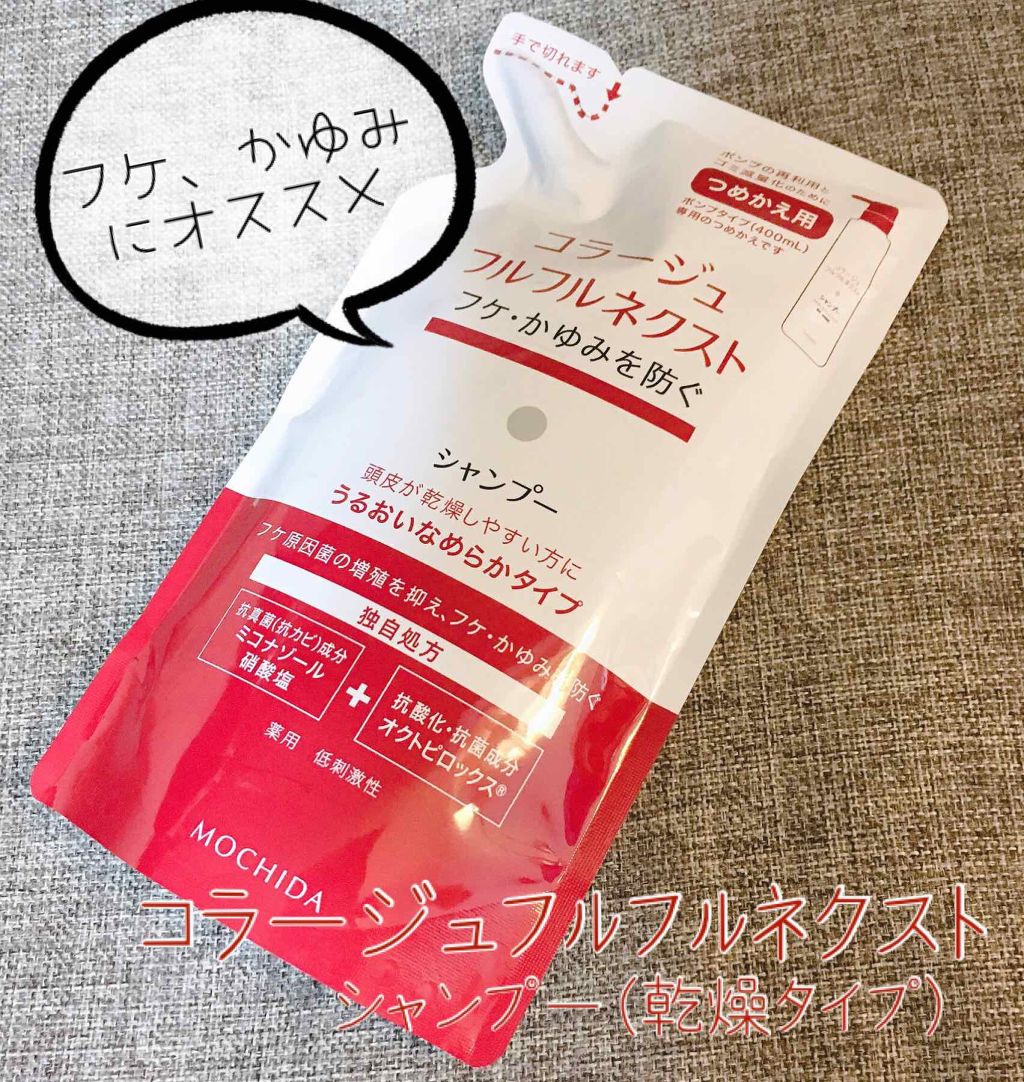 フケ、かゆみ
にオススメ
手で切れます
ポンプの再利用と
ゴミ減量化のために
つめかえ用
ポンプタイプ(400mL)
専用のつめかえです
コラージュ
フルフルネクスト
フケ・かゆみを防ぐ
シャンプー
頭皮が乾燥しやすい方に
うるおいなめらかタイプ
フケ原因菌の増殖を抑え、フケ・かゆみを防ぐ
独自処方
抗真菌(抗カビ)成分
ミコナゾール
硝酸塩
+
抗酸化・抗菌成分
オクトピロックス®
薬用 低刺激性
MOCHIDA
コラージュフルフルネクスト
シャンプー(乾燥タイプ)